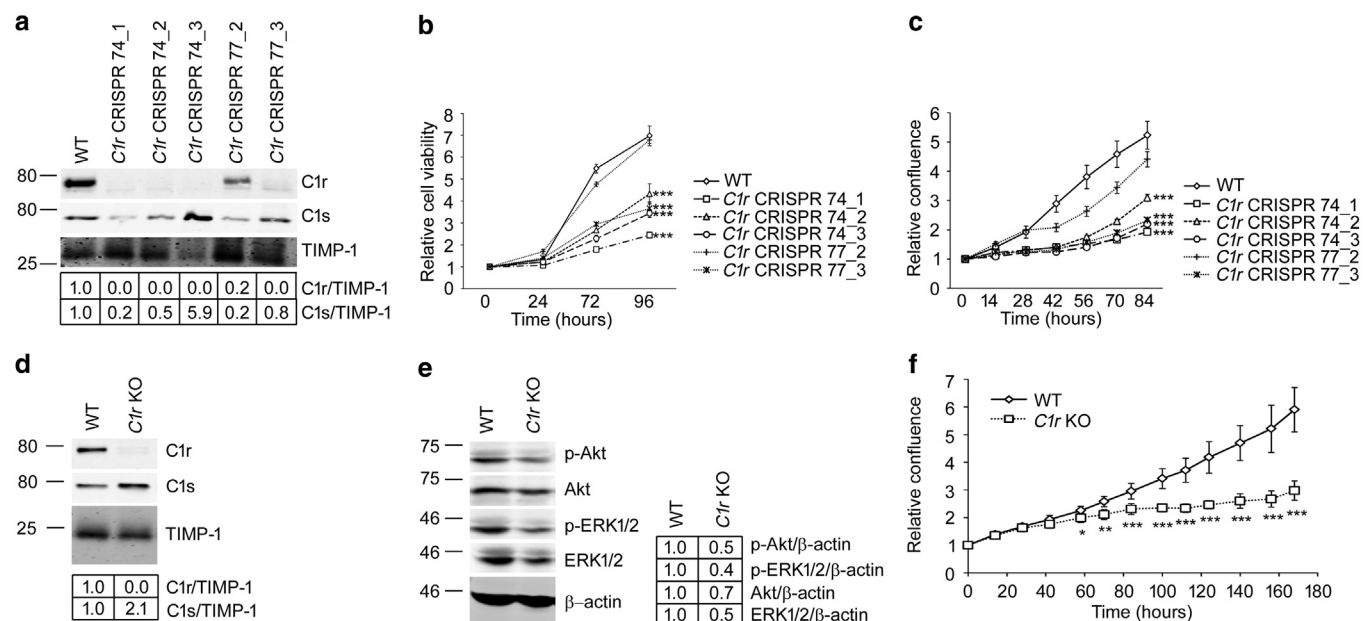 a
WT
C1r CRISPR 74_1
C1r CRISPR 74_2
C1r CRISPR 74_3
C1r CRISPR 77_2
C1r CRISPR 77_3
80
C1r
80
C1s
TIMP-1
25
1.0 0.0 0.0 0.0 0.2 0.0 C1r/TIMP-1
1.0 0.2 0.5 5.9 0.2 0.8 C1s/TIMP-1
b
Relative cell viability
8
7
6
5
4
3
2
1
0
0 24 72 96
Time (hours)
***
***
***
***
WT
C1r CRISPR 74_1
C1r CRISPR 74_2
C1r CRISPR 74_3
C1r CRISPR 77_2
C1r CRISPR 77_3
c
Relative confluence
6
5
4
3
2
1
0
0 14 28 42 56 70 84
Time (hours)
***
***
***
***
WT
C1r CRISPR 74_1
C1r CRISPR 74_2
C1r CRISPR 74_3
C1r CRISPR 77_2
C1r CRISPR 77_3
d
WT
C1r KO
80
C1r
80
C1s
25
TIMP-1
1.0 0.0 C1r/TIMP-1
1.0 2.1 C1s/TIMP-1
e
WT
C1r KO
75
p-Akt
75
Akt
46
p-ERK1/2
46
ERK1/2
46
β–actin
WT
C1r KO
1.0 0.5 p-Akt/β-actin
1.0 0.4 p-ERK1/2/β-actin
1.0 0.7 Akt/β-actin
1.0 0.5 ERK1/2/β-actin
f
Relative confluence
7
6
5
4
3
2
1
0
WT
C1r KO
* ** *** *** *** *** *** *** ***
0 20 40 60 80 100 120 140 160 180
Time (hours)